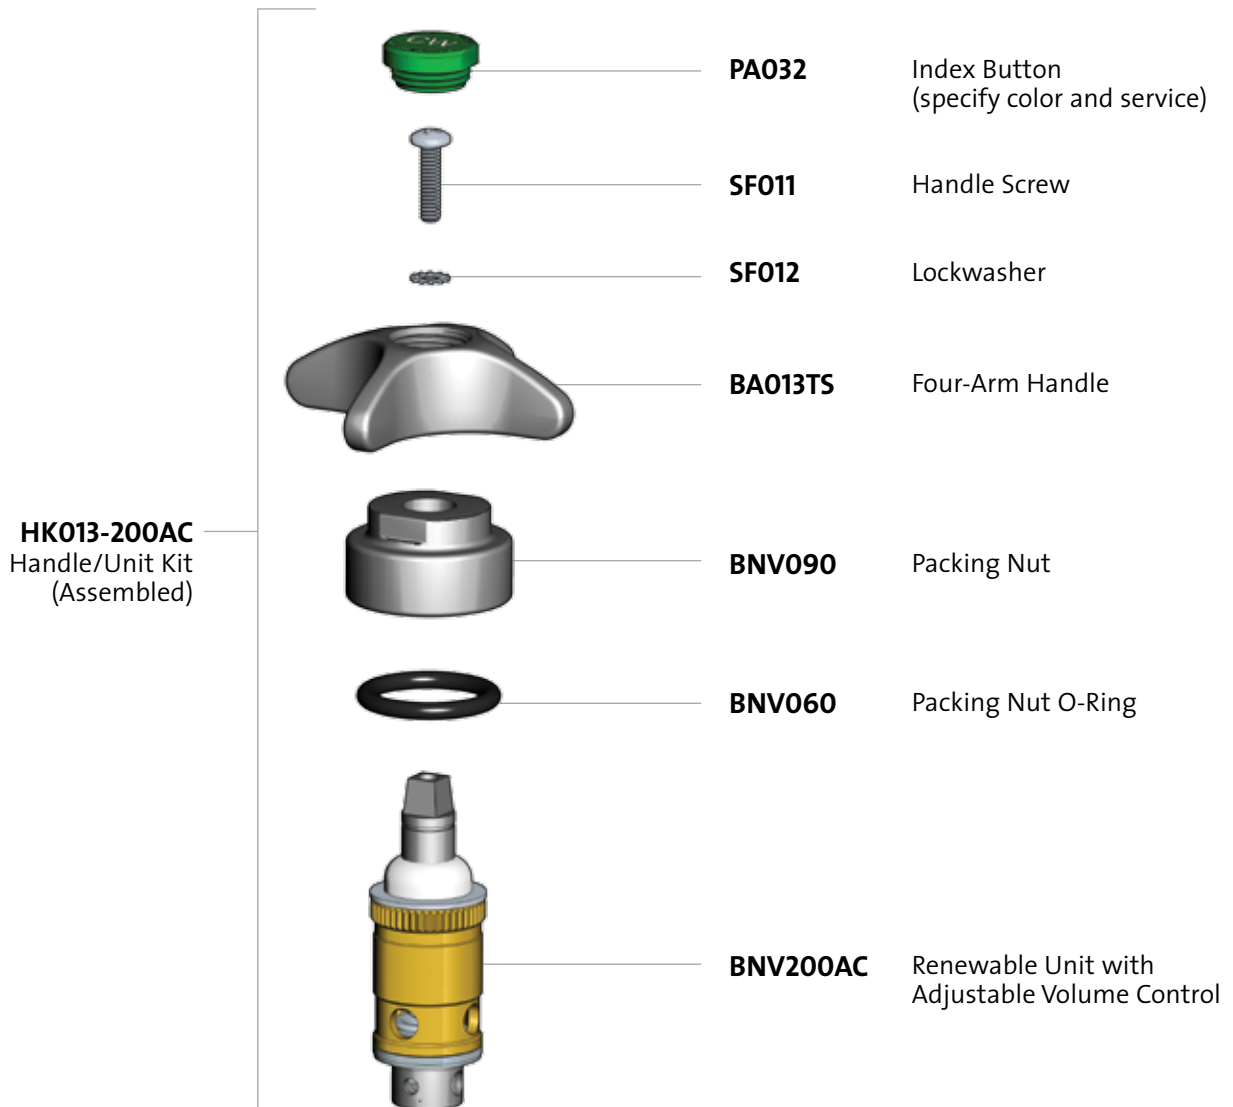 CW
PA032
Index Button
(specify color and service)
SF011
Handle Screw
SF012
Lockwasher
BA013TS
Four-Arm Handle
HK013-200AC
Handle/Unit Kit
(Assembled)
BNV090
Packing Nut
BNV060
Packing Nut O-Ring
BNV200AC
Renewable Unit with
Adjustable Volume Control